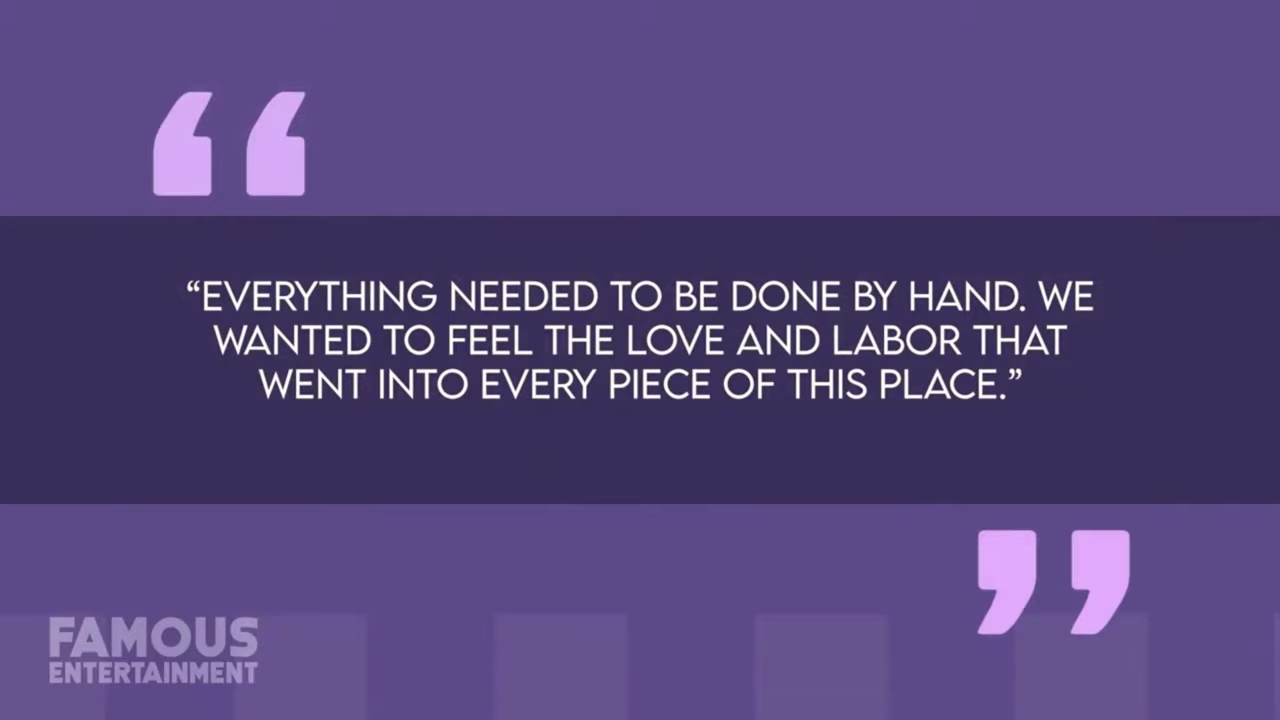 “EVERYTHING NEEDED TO BE DONE BY HAND. WE
WANTED TO FEEL THE LOVE AND LABOR THAT
WENT INTO EVERY PIECE OF THIS PLACE.”
FAMOUS
ENTERTAINMENT